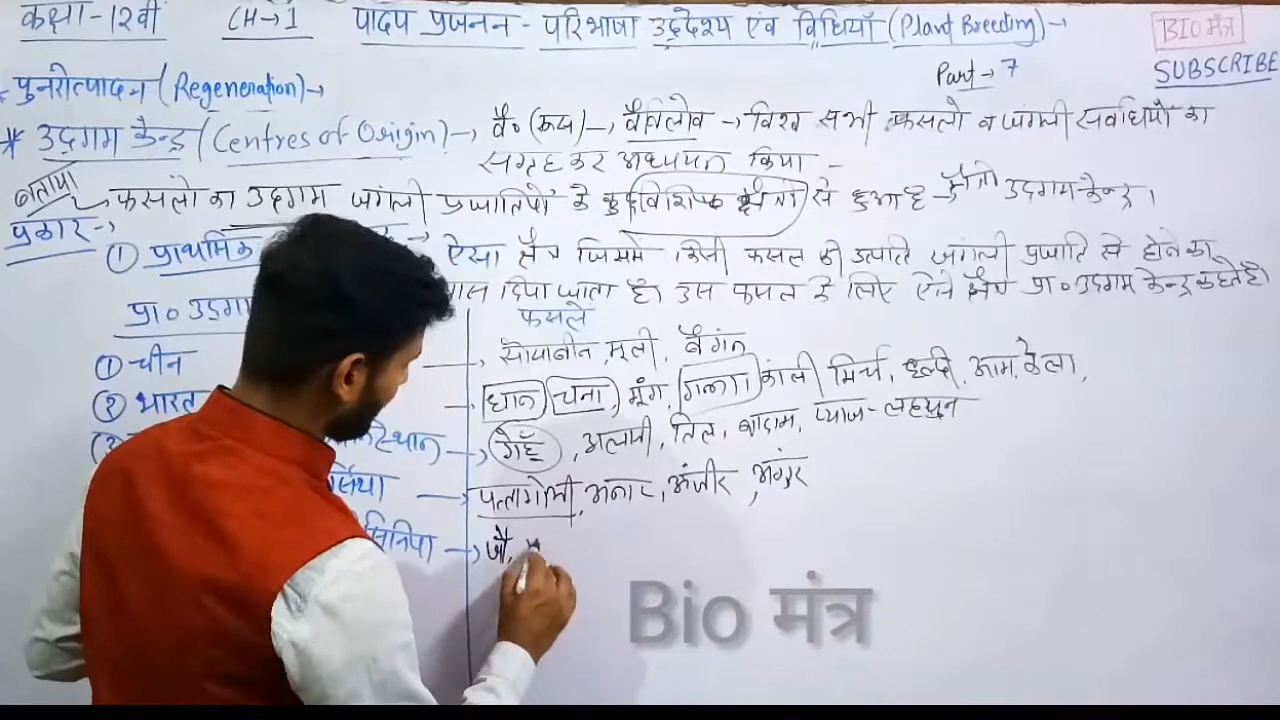 कक्षा-12वीं CH→1 पादप प्रजनन - परिभाषा उद्देश्य एवं विधियाँ (Plant Breeding)→
BIO मंत्र
Part→7
SUBSCRIBE
पुनरोत्पादन (Regeneration)→
* उद्गम केन्द्र (Centres of Origin)→ वै० (रूस)→ वैविलोव → विश्व सभी फसलो व जंगली संबंधियों का
संग्रह कर अध्ययन किया -
बताया → फसलों का उद्गम जंगली प्रजातियों के कुछ विशिष्ट क्षेत्रों से हुआ है → उद्गम केन्द्र।
प्रकार→
① प्राथमिक → ऐसा क्षेत्र जिसमें किसी फसल की उत्पत्ति जंगली प्रजाति से होने का
दिया जाता है। उस फसल के लिए ऐसे क्षेत्र प्रा० उद्गम केन्द्र कहते है।
प्रा० उद्गम फसले
① चीन → सोयाबीन, मूली, बैगंन
② भारत → धान, चना, मूंग, गन्ना, काली मिर्च, हल्दी, आम, केला,
→ गेहूँ, अलसी, तिल, बादाम, प्याज-लहसुन
→ पत्तागोभी, अनार, अंजीर, अंगूर
→ जौ,
Bio मंत्र